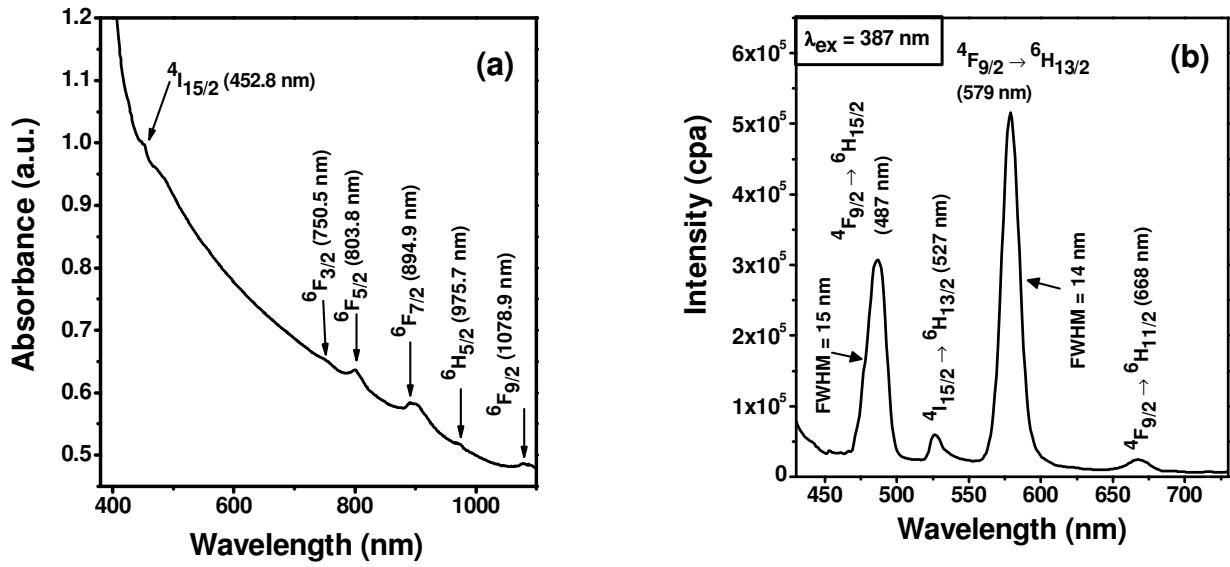 (a)
⁴I₁₅/₂ (452.8 nm)
⁶F₃/₂ (750.5 nm)
⁶F₅/₂ (803.8 nm)
⁶F₇/₂ (894.9 nm)
⁶H₅/₂ (975.7 nm)
⁶F₉/₂ (1078.9 nm)
Absorbance (a.u.)
1.2
1.1
1.0
0.9
0.8
0.7
0.6
0.5
400 600 800 1000
Wavelength (nm)
(b)
λex = 387 nm
⁴F₉/₂ → ⁶H₁₃/₂
(579 nm)
⁴F₉/₂ → ⁶H₁₅/₂
(487 nm)
FWHM = 15 nm
⁴I₁₅/₂ → ⁶H₁₃/₂ (527 nm)
FWHM = 14 nm
⁴F₉/₂ → ⁶H₁₁/₂ (668 nm)
Intensity (cpa)
6x10⁵
5x10⁵
4x10⁵
3x10⁵
2x10⁵
1x10⁵
0
450 500 550 600 650 700
Wavelength (nm)